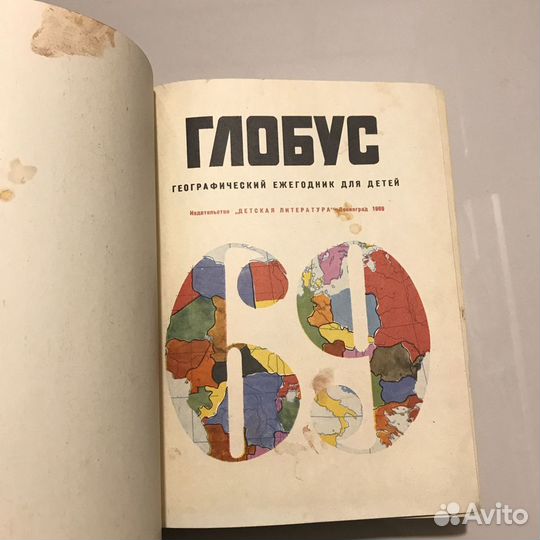 ГЛОБУС
ГЕОГРАФИЧЕСКИЙ ЕЖЕГОДНИК ДЛЯ ДЕТЕЙ
Издательство „ДЕТСКАЯ ЛИТЕРАТУРА“ Ленинград 1969
69
Avito